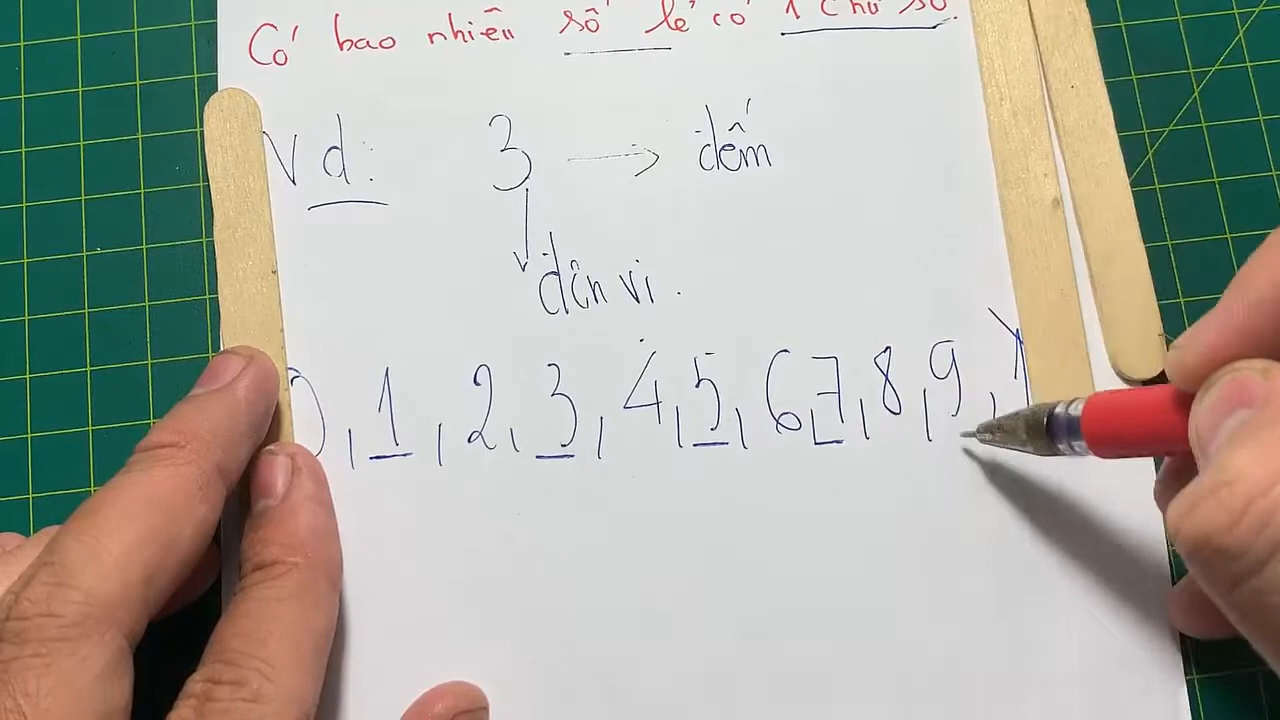 Có bao nhiêu số lẻ có 1 chữ số.
Vd: 3 → đếm
đơn vị.
0, 1, 2, 3, 4, 5, 6, 7, 8, 9,